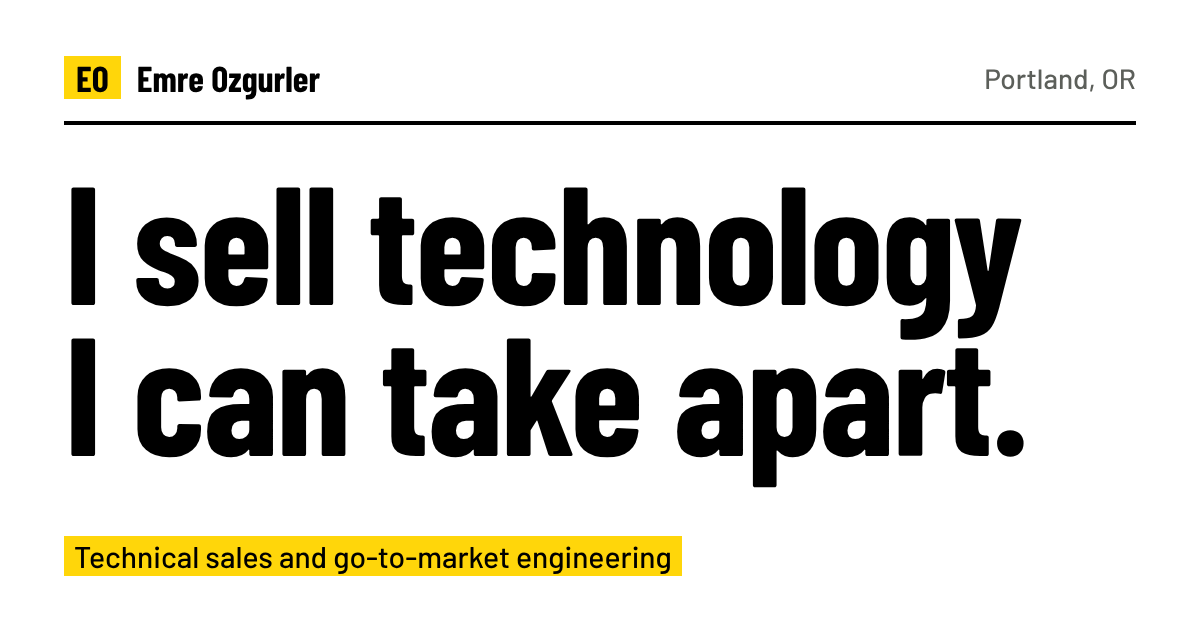 EO Emre Ozgurler Portland, OR
I sell technology
I can take apart.
Technical sales and go-to-market engineering